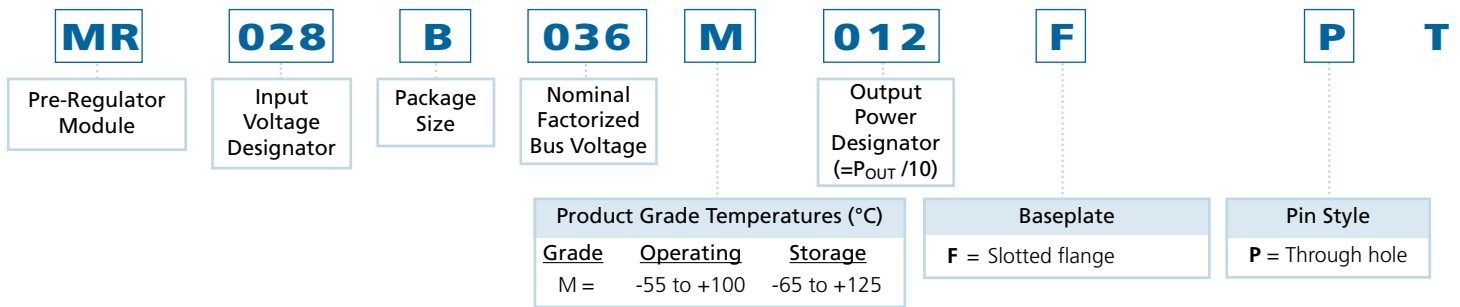 MR 028 B 036 M 012 F P T
Pre-Regulator
Module
Input
Voltage
Designator
Package
Size
Nominal
Factorized
Bus Voltage
Output
Power
Designator
(=POUT /10)
Product Grade Temperatures (°C)
Grade Operating Storage
M = -55 to +100 -65 to +125
Baseplate
F = Slotted flange
Pin Style
P = Through hole